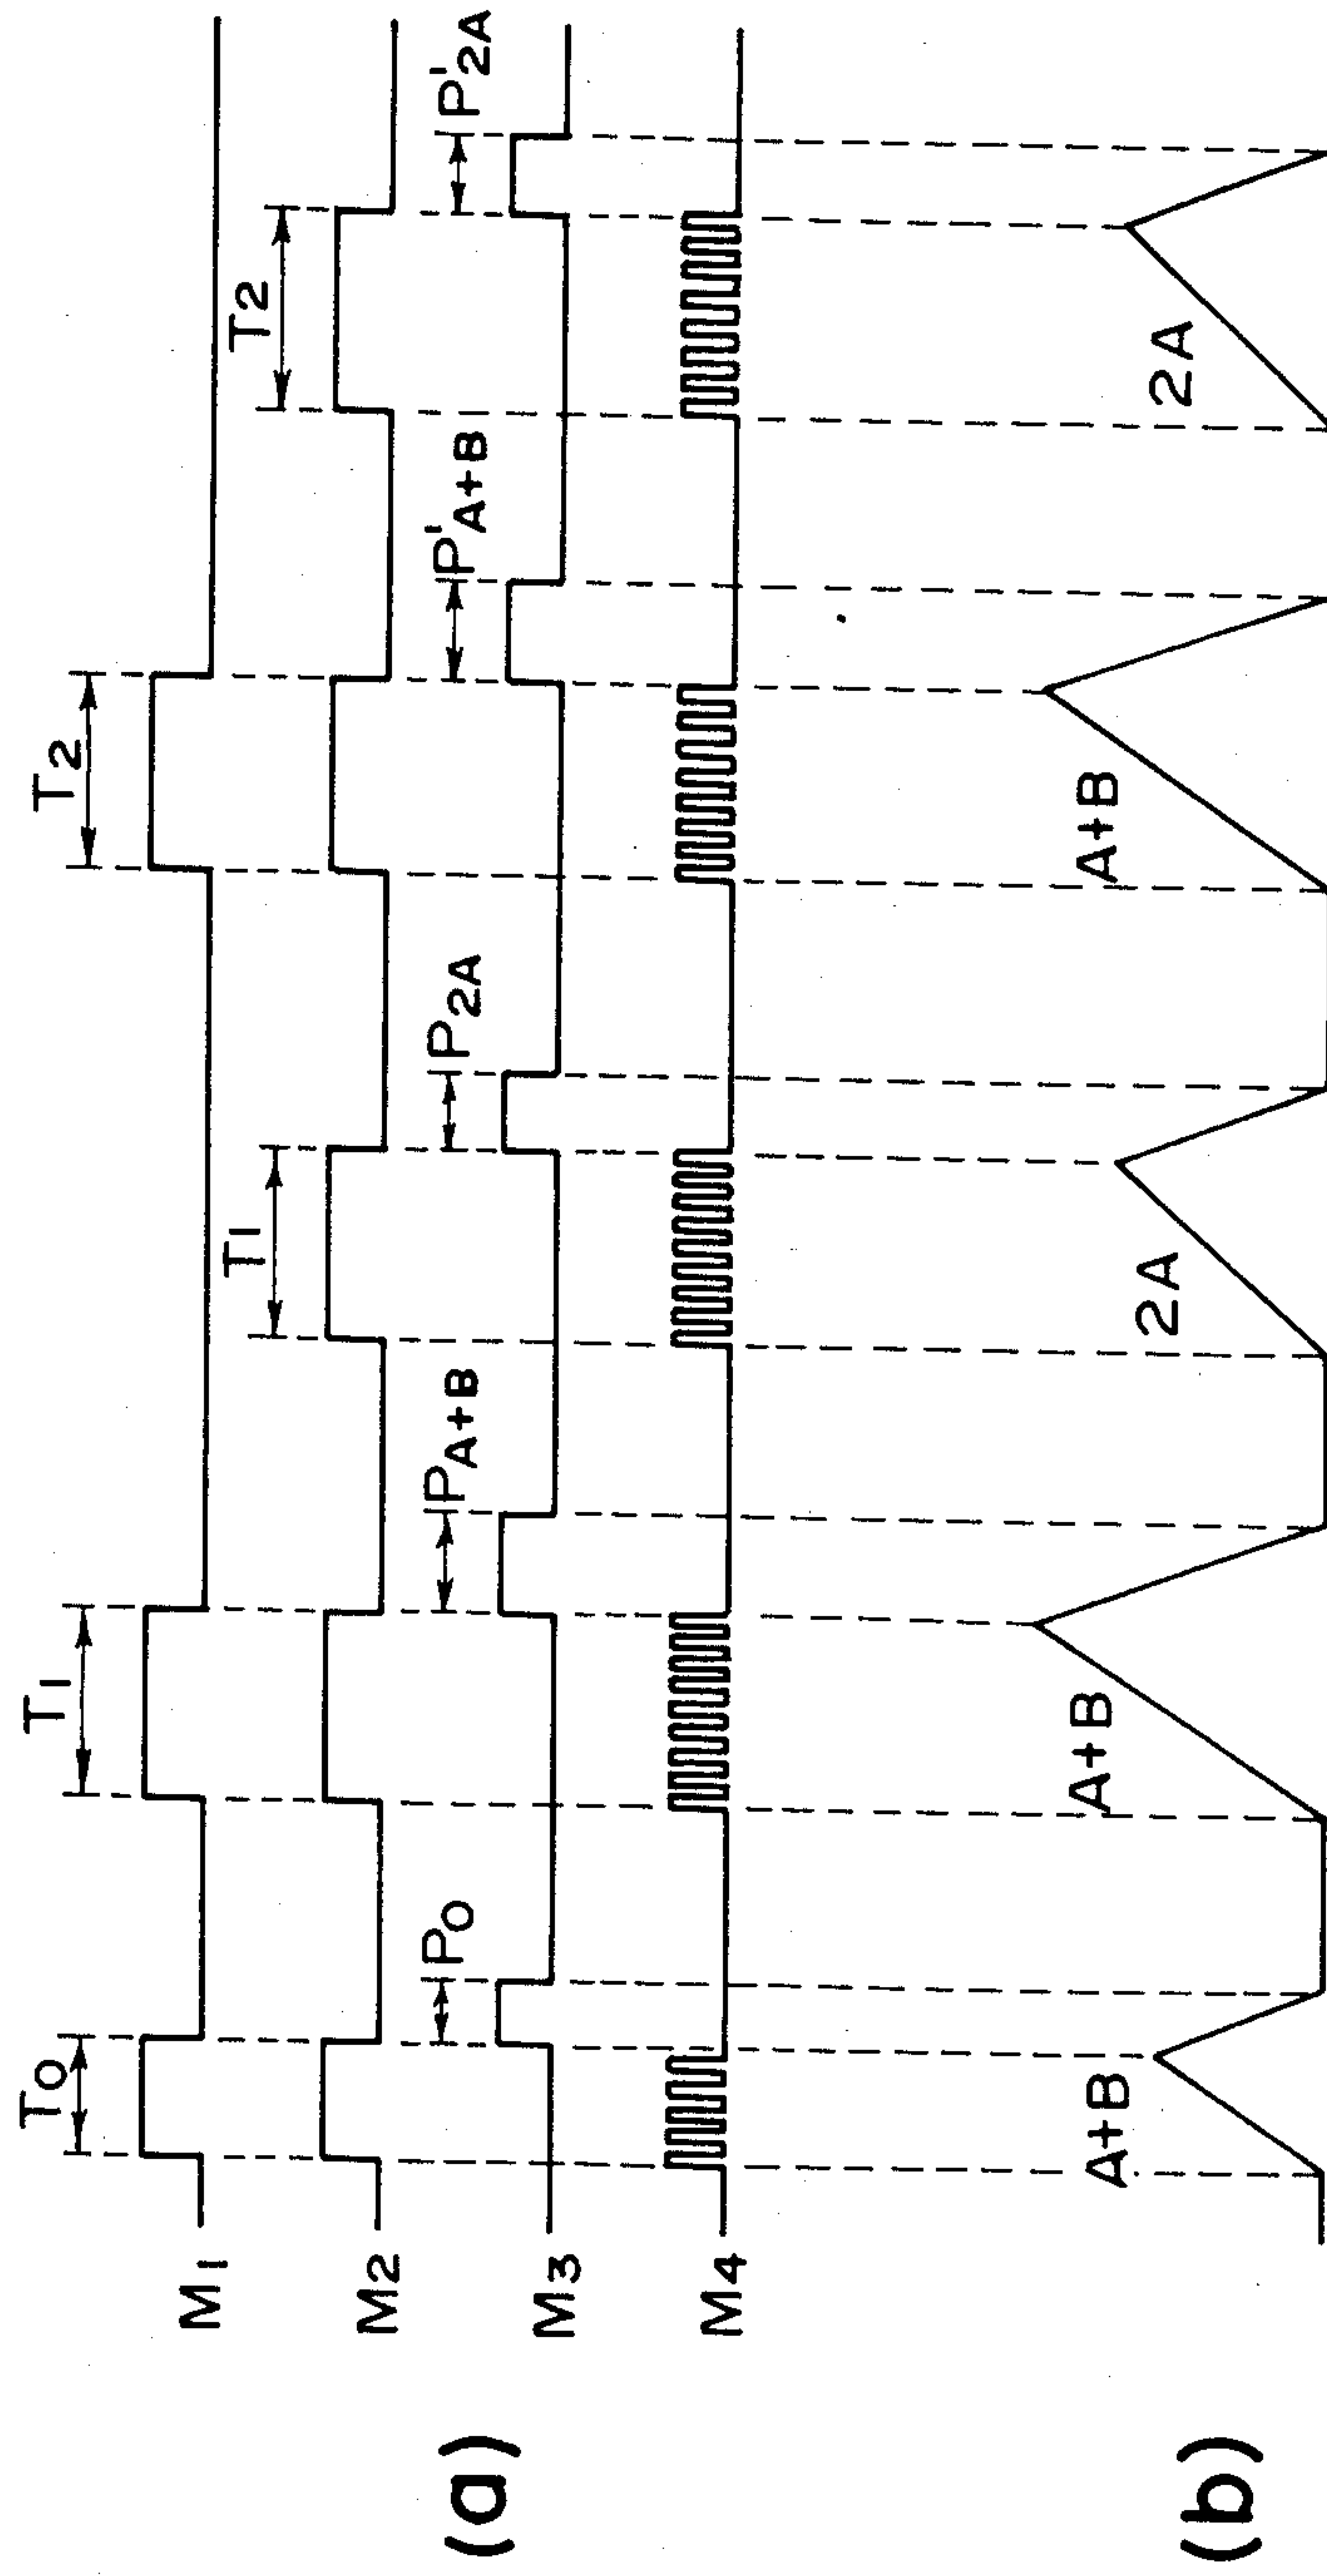 (a)
T0 T1 T2
M1
T1 T2
M2
P0 PA+B P2A P'A+B P'2A
M3
M4
(b)
A+B A+B 2A A+B 2A